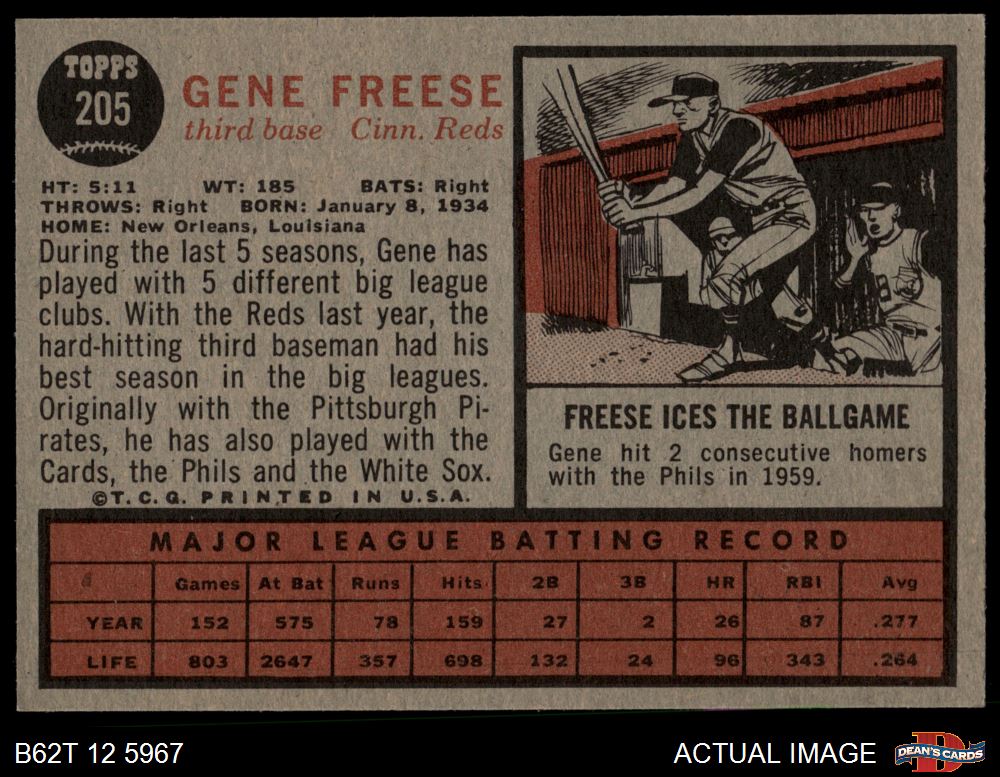 TOPPS
205
GENE FREESE
third base Cinn. Reds
HT: 5:11 WT: 185 BATS: Right
THROWS: Right BORN: January 8, 1934
HOME: New Orleans, Louisiana
During the last 5 seasons, Gene has
played with 5 different big league
clubs. With the Reds last year, the
hard-hitting third baseman had his
best season in the big leagues.
Originally with the Pittsburgh Pi-
rates, he has also played with the
Cards, the Phils and the White Sox.
©T.C.G. PRINTED IN U.S.A.
FREESE ICES THE BALLGAME
Gene hit 2 consecutive homers
with the Phils in 1959.
MAJOR LEAGUE BATTING RECORD
Games At Bat Runs Hits 2B 3B HR RBI Avg
YEAR 152 575 78 159 27 2 26 87 .277
LIFE 803 2647 357 698 132 24 96 343 .264
B62T 12 5967
ACTUAL IMAGE
DEAN'S CARDS